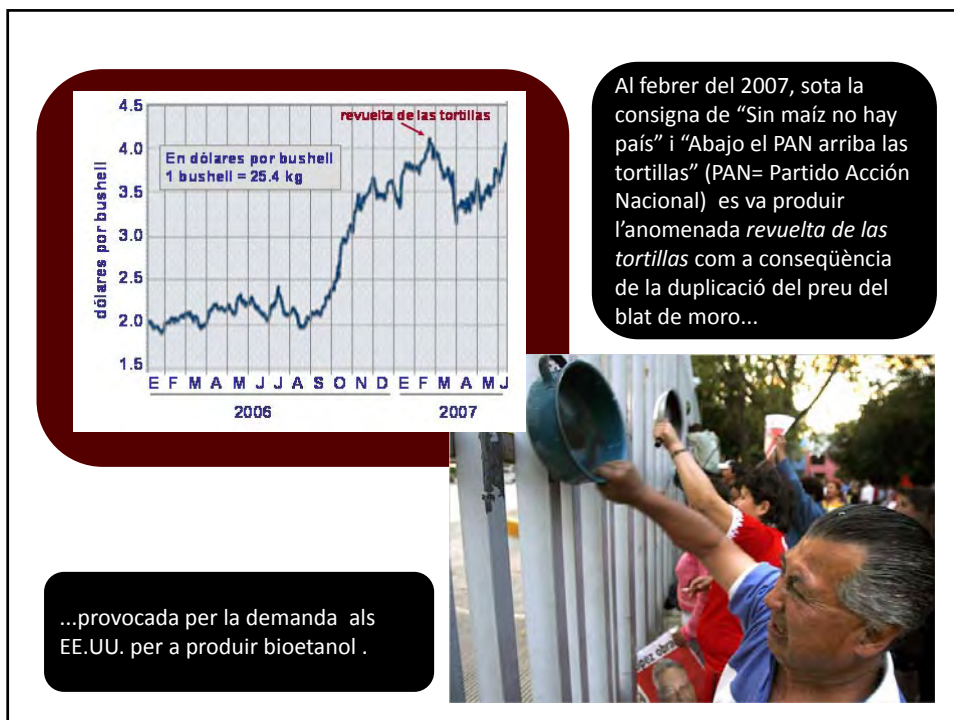 4.5
4.0
3.5
3.0
2.5
2.0
1.5
dólares por bushell
revuelta de las tortillas
En dólares por bushell
1 bushell = 25.4 kg
E F M A M J J A S O N D E F M A M J
2006 2007
Al febrer del 2007, sota la
consigna de “Sin maíz no hay
país” i “Abajo el PAN arriba las
tortillas” (PAN= Partido Acción
Nacional) es va produir
l’anomenada revuelta de las
tortillas com a conseqüència
de la duplicació del preu del
blat de moro...
...provocada per la demanda als
EE.UU. per a produir bioetanol .